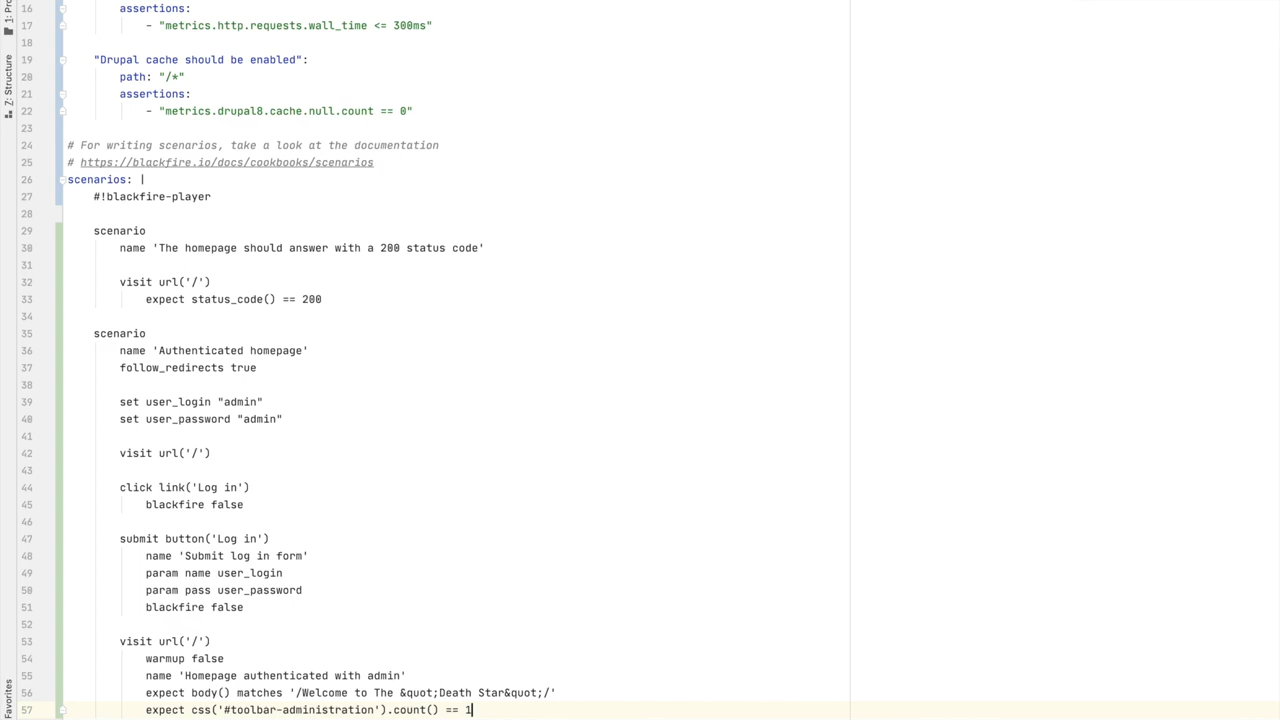 16 assertions:
17 - "metrics.http.requests.wall_time <= 300ms"
18
19 "Drupal cache should be enabled":
20 path: "/*"
21 assertions:
22 - "metrics.drupal8.cache.null.count == 0"
23
24 # For writing scenarios, take a look at the documentation
25 # https://blackfire.io/docs/cookbooks/scenarios
26 scenarios: |
27 #!blackfire-player
28
29 scenario
30 name 'The homepage should answer with a 200 status code'
31
32 visit url('/')
33 expect status_code() == 200
34
35 scenario
36 name 'Authenticated homepage'
37 follow_redirects true
38
39 set user_login "admin"
40 set user_password "admin"
41
42 visit url('/')
43
44 click link('Log in')
45 blackfire false
46
47 submit button('Log in')
48 name 'Submit log in form'
49 param name user_login
50 param pass user_password
51 blackfire false
52
53 visit url('/')
54 warmup false
55 name 'Homepage authenticated with admin'
56 expect body() matches '/Welcome to The &quot;Death Star&quot;/'
57 expect css('#toolbar-administration').count() == 1
Z: Structure
Favorites